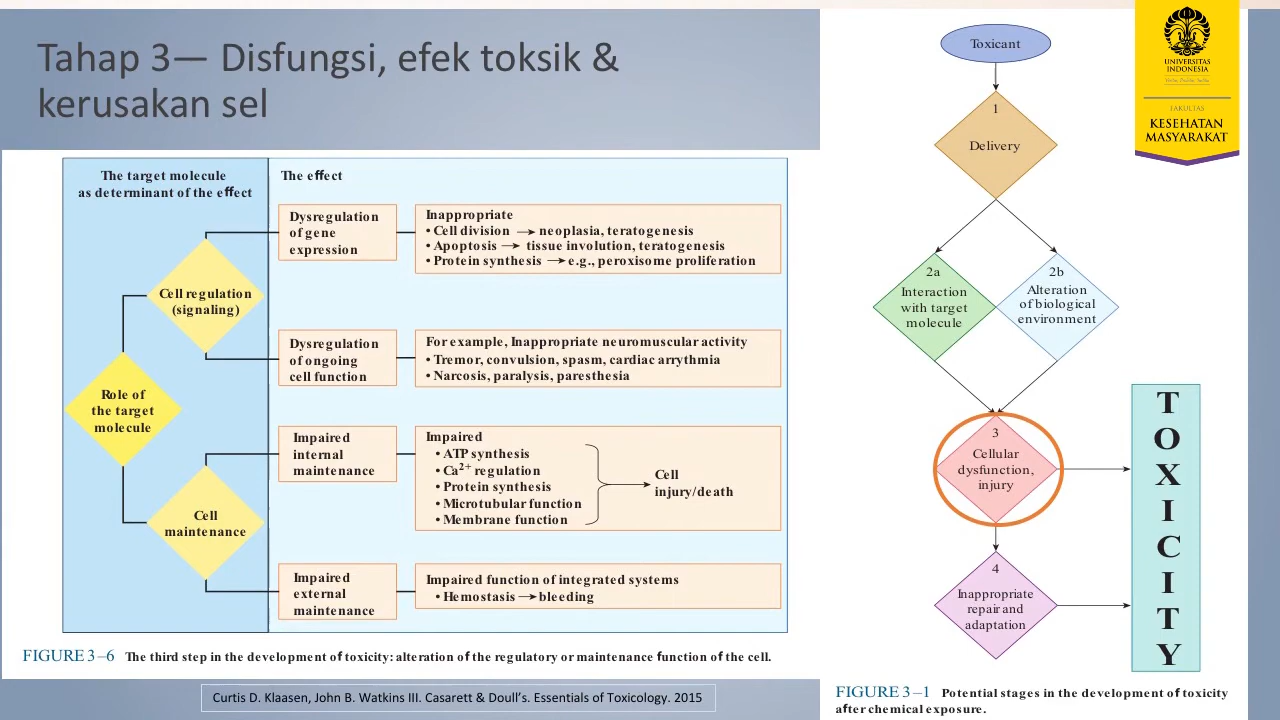 Tahap 3— Disfungsi, efek toksik &
kerusakan sel
The target molecule
as determinant of the effect
The effect
Role of
the target
molecule
Cell regulation
(signaling)
Cell
maintenance
Dysregulation
of gene
expression
Inappropriate
• Cell division → neoplasia, teratogenesis
• Apoptosis → tissue involution, teratogenesis
• Protein synthesis → e.g., peroxisome proliferation
Dysregulation
of ongoing
cell function
For example, Inappropriate neuromuscular activity
• Tremor, convulsion, spasm, cardiac arrythmia
• Narcosis, paralysis, paresthesia
Impaired
internal
maintenance
Impaired
• ATP synthesis
• Ca²⁺ regulation
• Protein synthesis
• Microtubular function
• Membrane function
Cell
injury/death
Impaired
external
maintenance
Impaired function of integrated systems
• Hemostasis → bleeding
FIGURE 3–6 The third step in the development of toxicity: alteration of the regulatory or maintenance function of the cell.
Curtis D. Klaasen, John B. Watkins III. Casarett & Doull's. Essentials of Toxicology. 2015
Toxicant
1
Delivery
2a
Interaction
with target
molecule
2b
Alteration
of biological
environment
3
Cellular
dysfunction,
injury
4
Inappropriate
repair and
adaptation
TOXICITY
FIGURE 3–1 Potential stages in the development of toxicity
after chemical exposure.
UNIVERSITAS
INDONESIA
FAKULTAS
KESEHATAN
MASYARAKAT